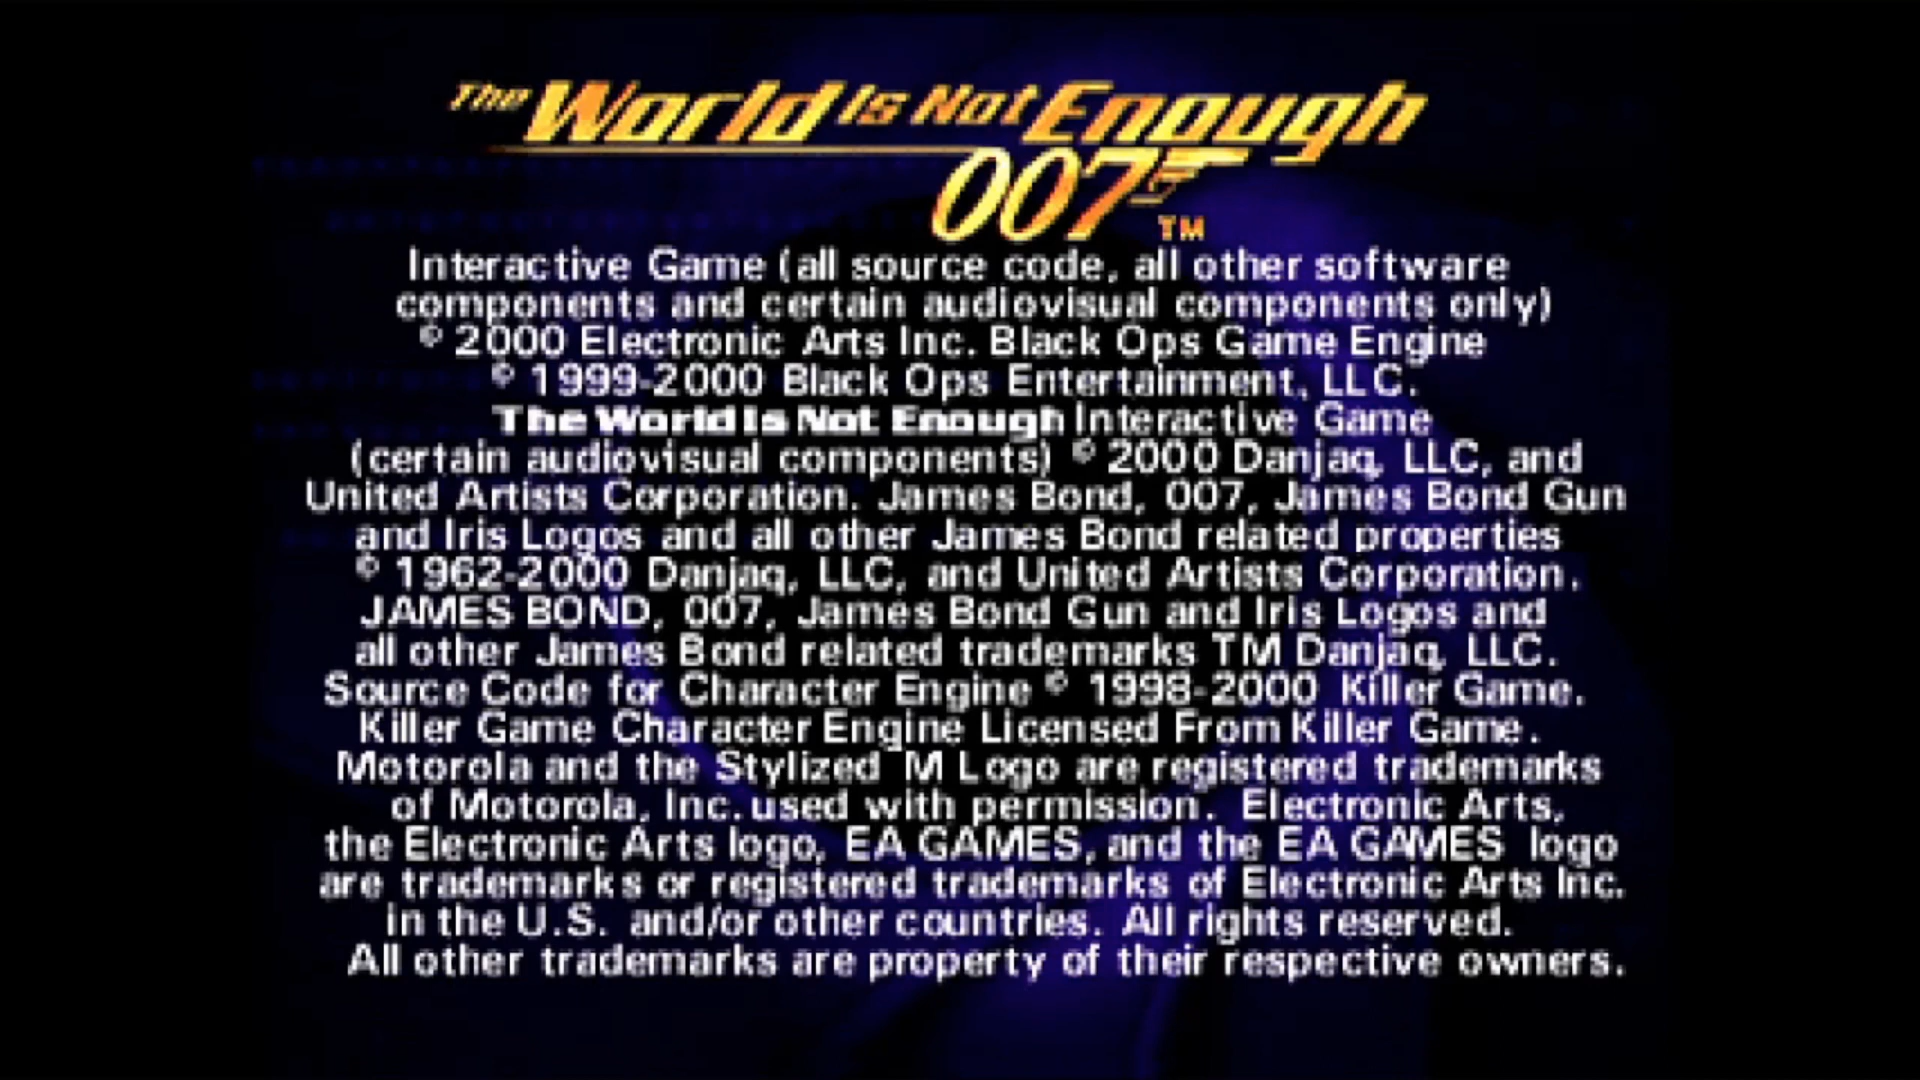 The World Is Not Enough
007 TM
Interactive Game (all source code, all other software
components and certain audiovisual components only)
© 2000 Electronic Arts Inc. Black Ops Game Engine
© 1999-2000 Black Ops Entertainment, LLC.
The World Is Not Enough Interactive Game
(certain audiovisual components) © 2000 Danjaq, LLC, and
United Artists Corporation. James Bond, 007, James Bond Gun
and Iris Logos and all other James Bond related properties
© 1962-2000 Danjaq, LLC, and United Artists Corporation.
JAMES BOND, 007, James Bond Gun and Iris Logos and
all other James Bond related trademarks TM Danjaq, LLC.
Source Code for Character Engine © 1998-2000 Killer Game.
Killer Game Character Engine Licensed From Killer Game.
Motorola and the Stylized M Logo are registered trademarks
of Motorola, Inc. used with permission. Electronic Arts,
the Electronic Arts logo, EA GAMES, and the EA GAMES logo
are trademarks or registered trademarks of Electronic Arts Inc.
in the U.S. and/or other countries. All rights reserved.
All other trademarks are property of their respective owners.